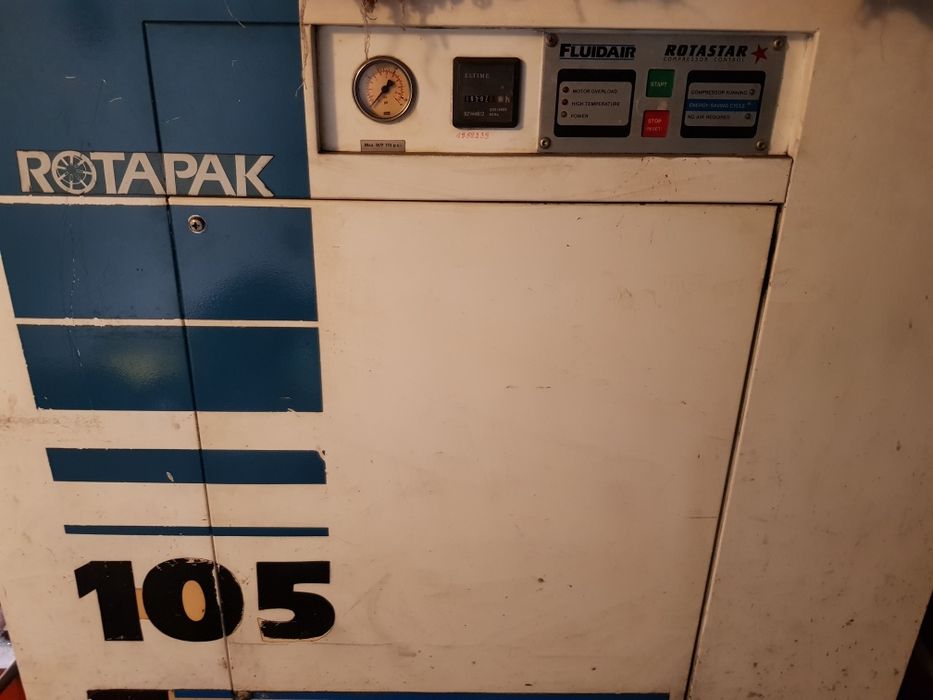 FLUIDAIR ROTASTAR
COMPRESSOR CONTROL
MOTOR OVERLOAD
HIGH TEMPERATURE
POWER
START
STOP
RESET
COMPRESSOR RUNNING
ENERGY SAVING CYCLE
NO AIR REQUIRED
h
ROTAPAK
105